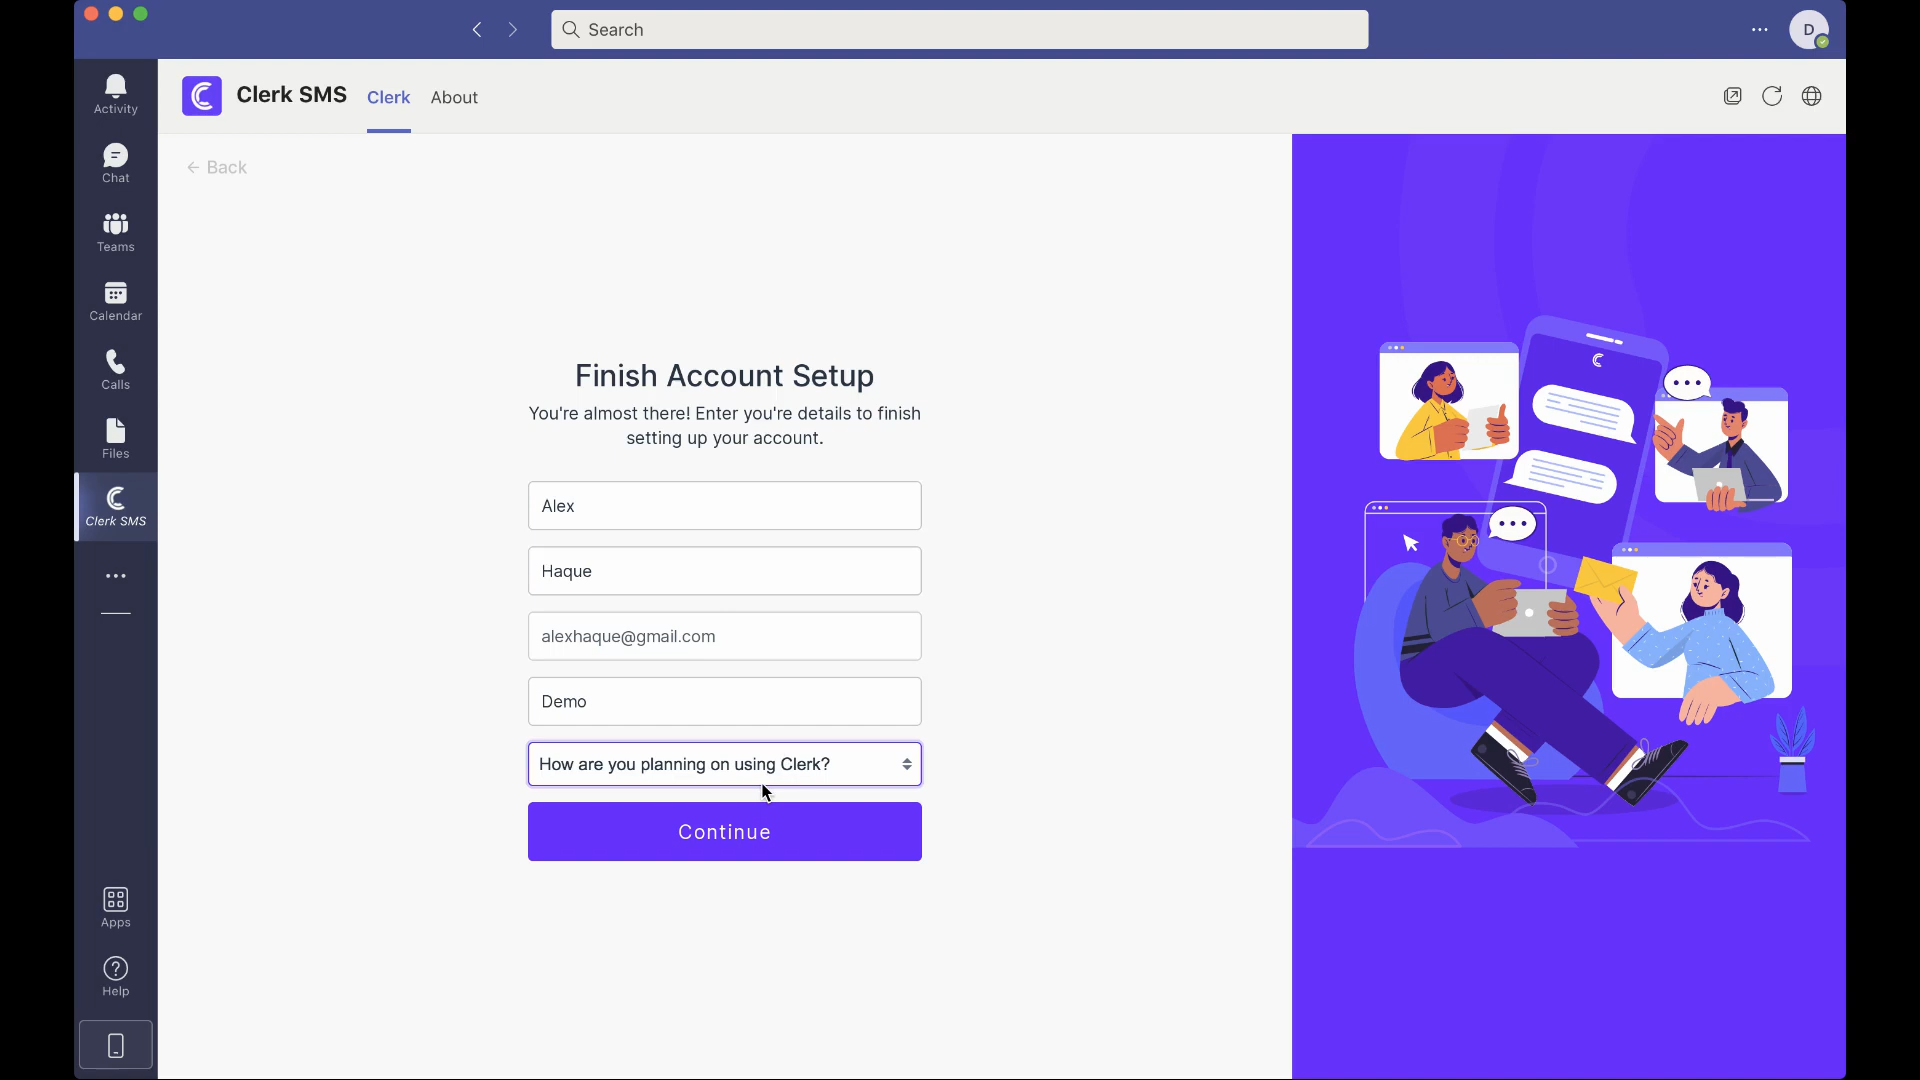 Search
D
Activity
Chat
Teams
Calendar
Calls
Files
Clerk SMS
Apps
Help
Clerk SMS
Clerk
About
Back
Finish Account Setup
You're almost there! Enter you're details to finish
setting up your account.
Alex
Haque
alexhaque@gmail.com
Demo
How are you planning on using Clerk?
Continue